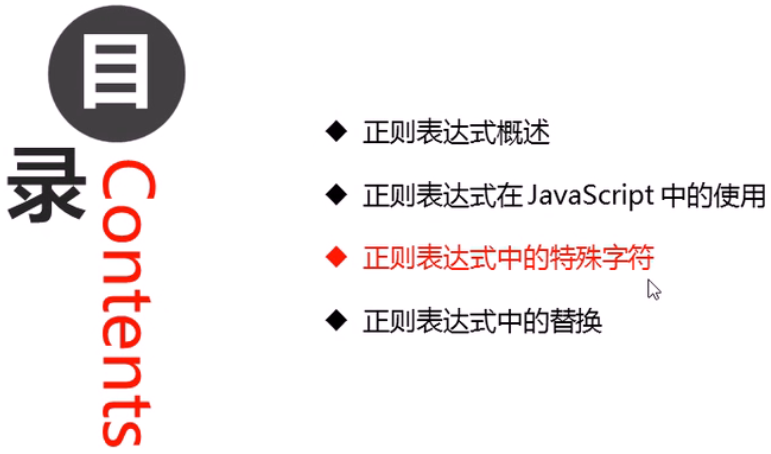 目录
Contents
正则表达式概述
正则表达式在 JavaScript 中的使用
正则表达式中的特殊字符
正则表达式中的替换